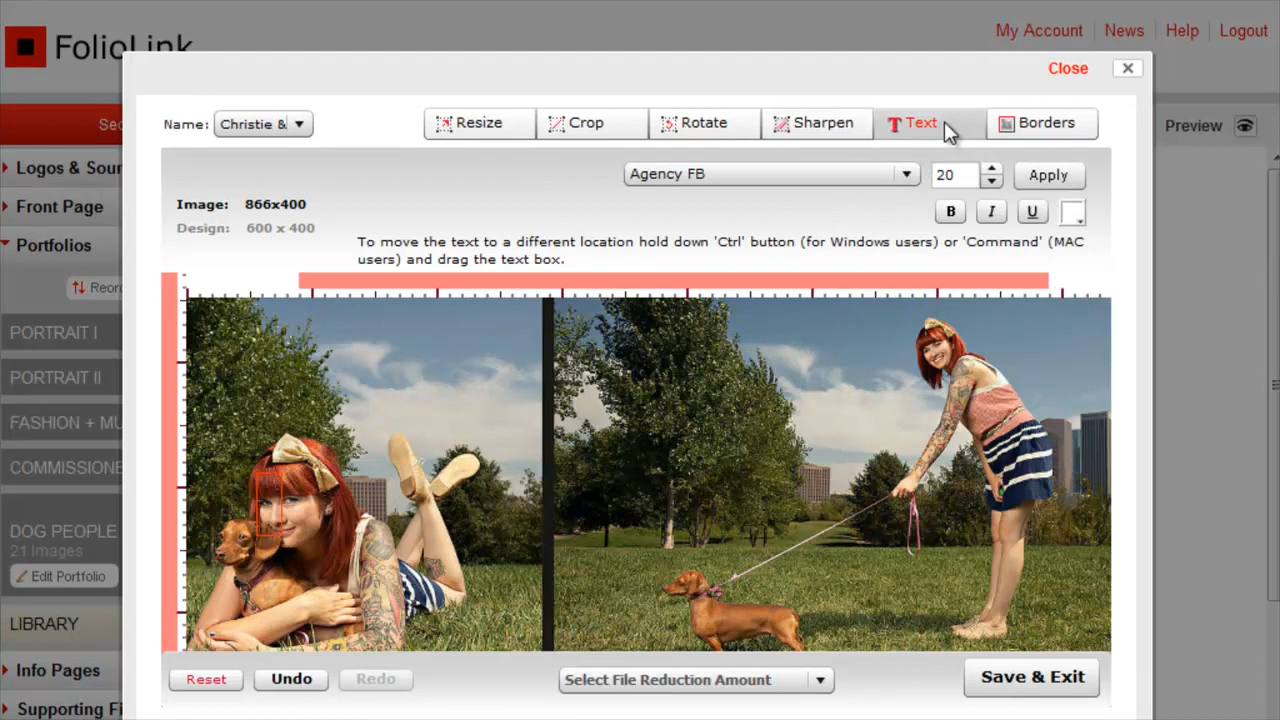 FolioLink
My Account
News
Help
Logout
Close
Name:
Christie &
Resize
Crop
Rotate
Sharpen
Text
Borders
Preview
Agency FB
20
Apply
B
I
U
Image: 866x400
Design: 600 x 400
To move the text to a different location hold down 'Ctrl' button (for Windows users) or 'Command' (MAC
users) and drag the text box.
Sec
Logos & Sour
Front Page
Portfolios
Reor
PORTRAIT I
PORTRAIT II
FASHION + MU
COMMISSIONE
DOG PEOPLE
21 Images
Edit Portfolio
LIBRARY
Info Pages
Supporting Fi
Reset
Undo
Redo
Select File Reduction Amount
Save & Exit